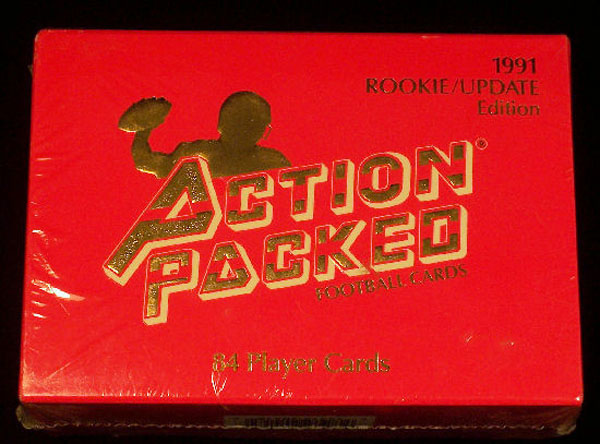 1991
ROOKIE/UPDATE
Edition
ACTION®
PACKED
FOOTBALL CARDS
84 Player Cards